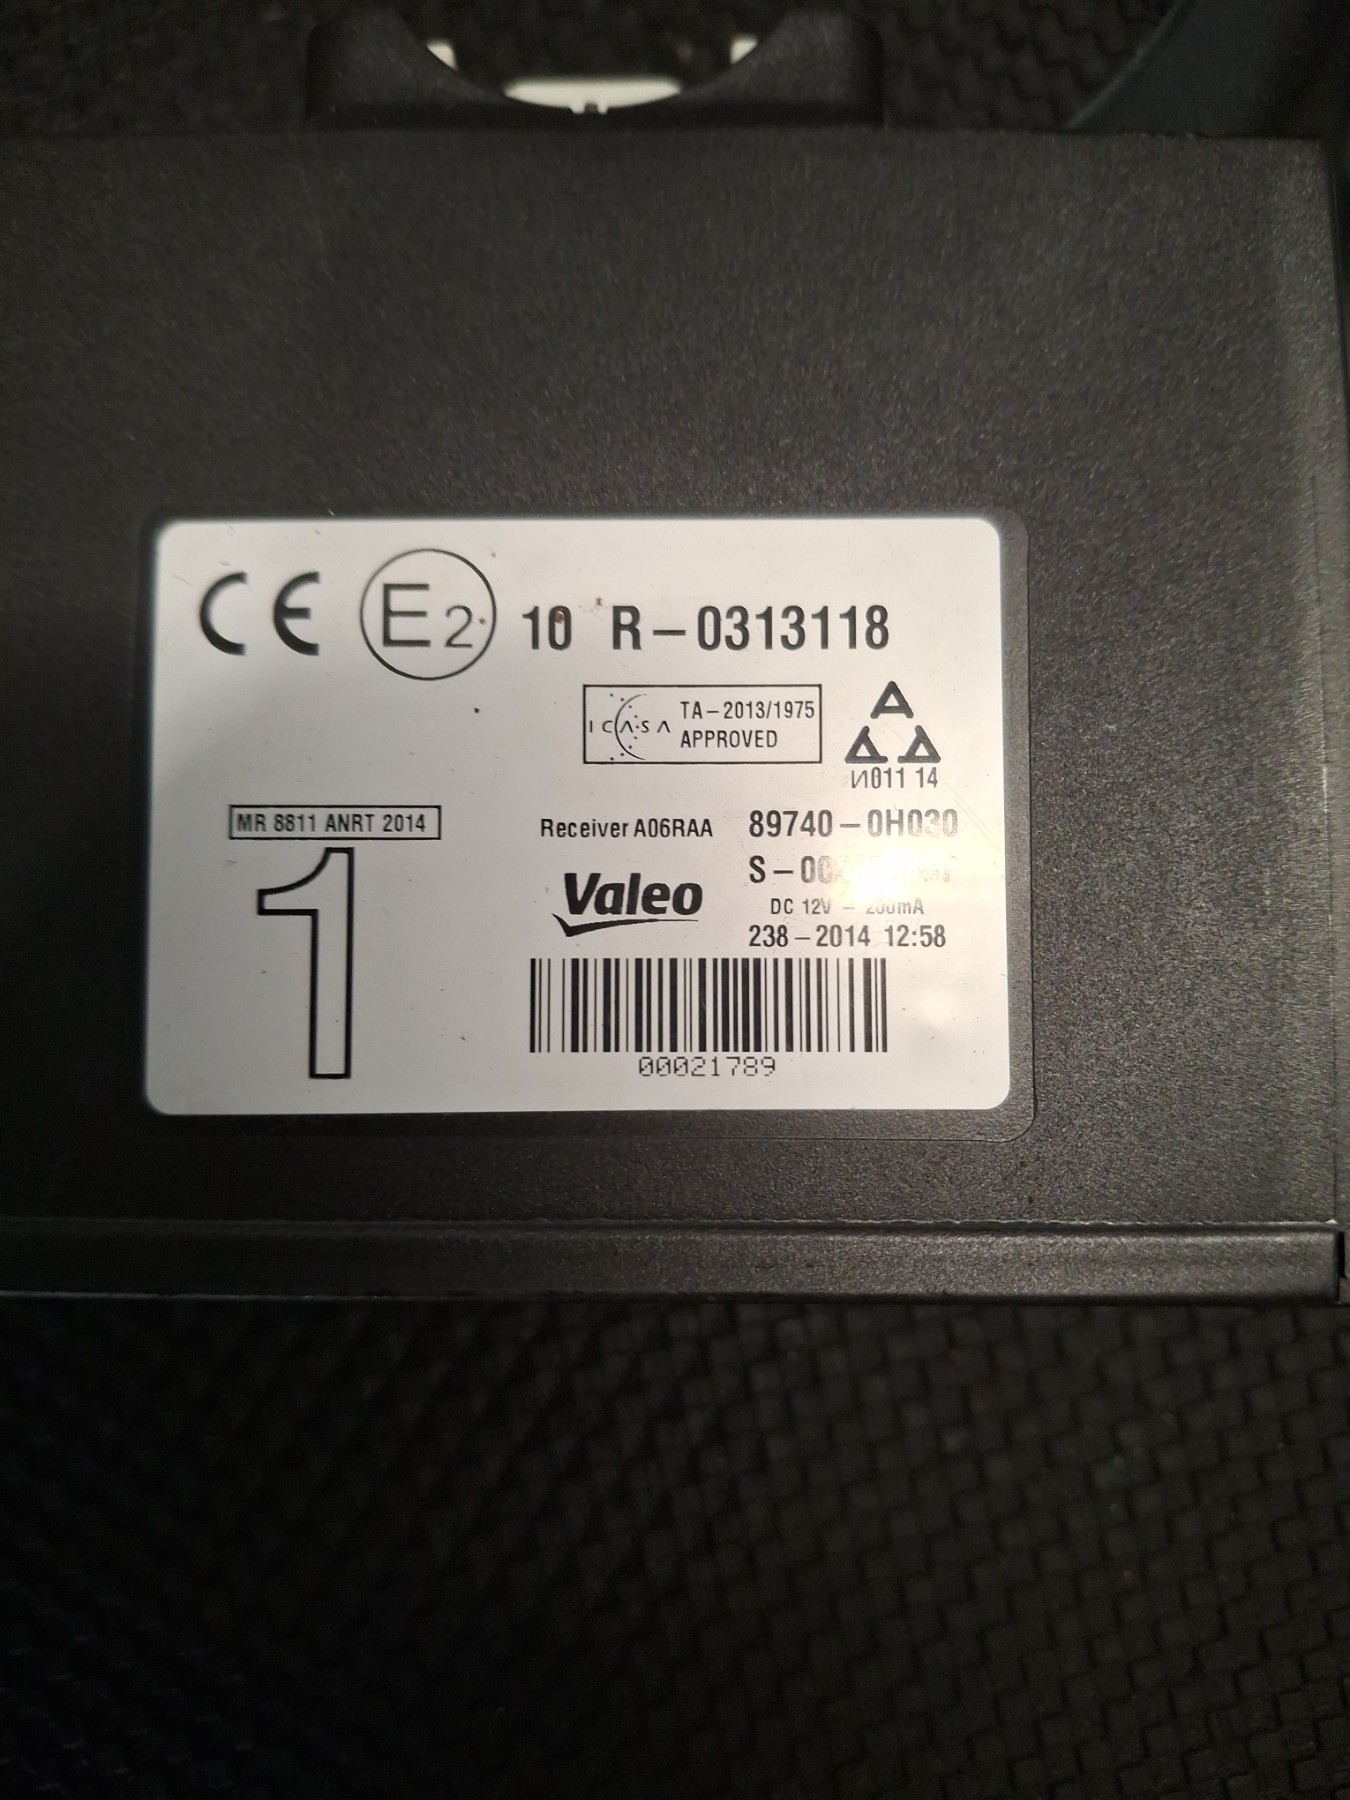 CE E2 10 R-0313118
ICASA TA-2013/1975
APPROVED
И011 14
MR 8811 ANRT 2014
Receiver A06RAA 89740-0H030
1
Valeo
DC 12V
238-2014 12:58
00021789